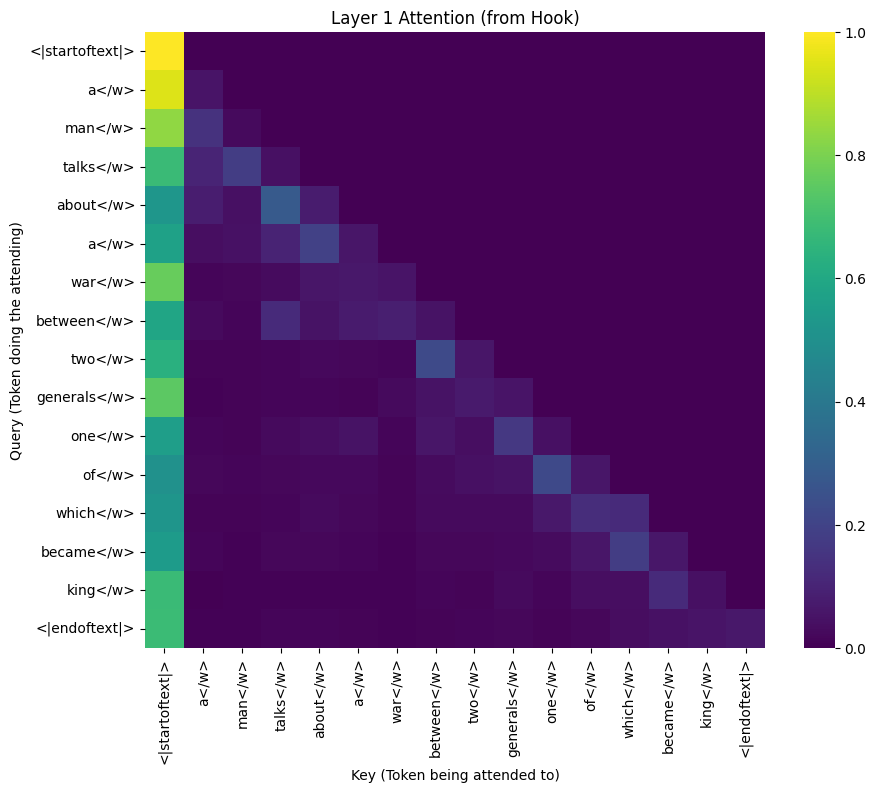 Layer 1 Attention (from Hook)
Query (Token doing the attending)
<|startoftext|>
a</w>
man</w>
talks</w>
about</w>
a</w>
war</w>
between</w>
two</w>
generals</w>
one</w>
of</w>
which</w>
became</w>
king</w>
<|endoftext|>
<|startoftext|>
a</w>
man</w>
talks</w>
about</w>
a</w>
war</w>
between</w>
two</w>
generals</w>
one</w>
of</w>
which</w>
became</w>
king</w>
<|endoftext|>
Key (Token being attended to)
1.0
0.8
0.6
0.4
0.2
0.0